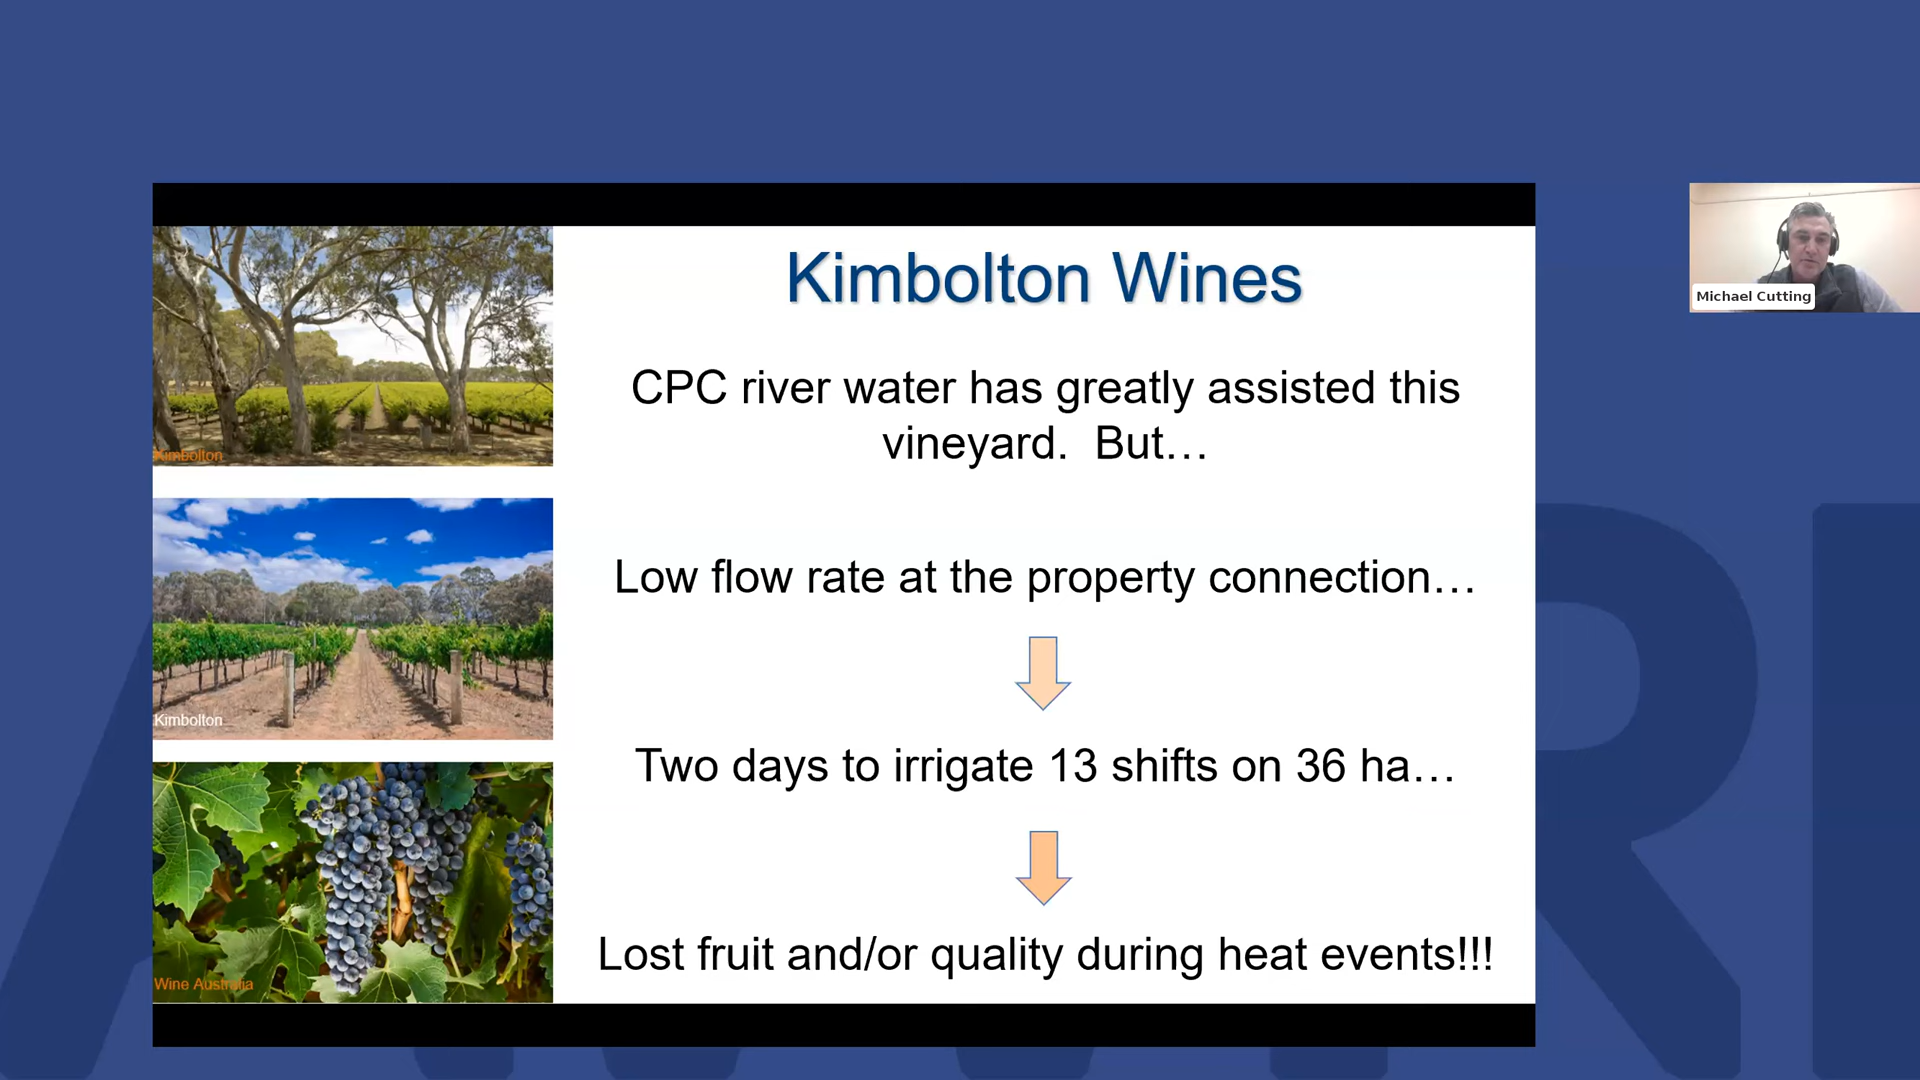 Kimbolton Wines
CPC river water has greatly assisted this
vineyard.  But…
Low flow rate at the property connection…
Two days to irrigate 13 shifts on 36 ha…
Lost fruit and/or quality during heat events!!!
Kimbolton
Kimbolton
Wine Australia
Michael Cutting
AWRI